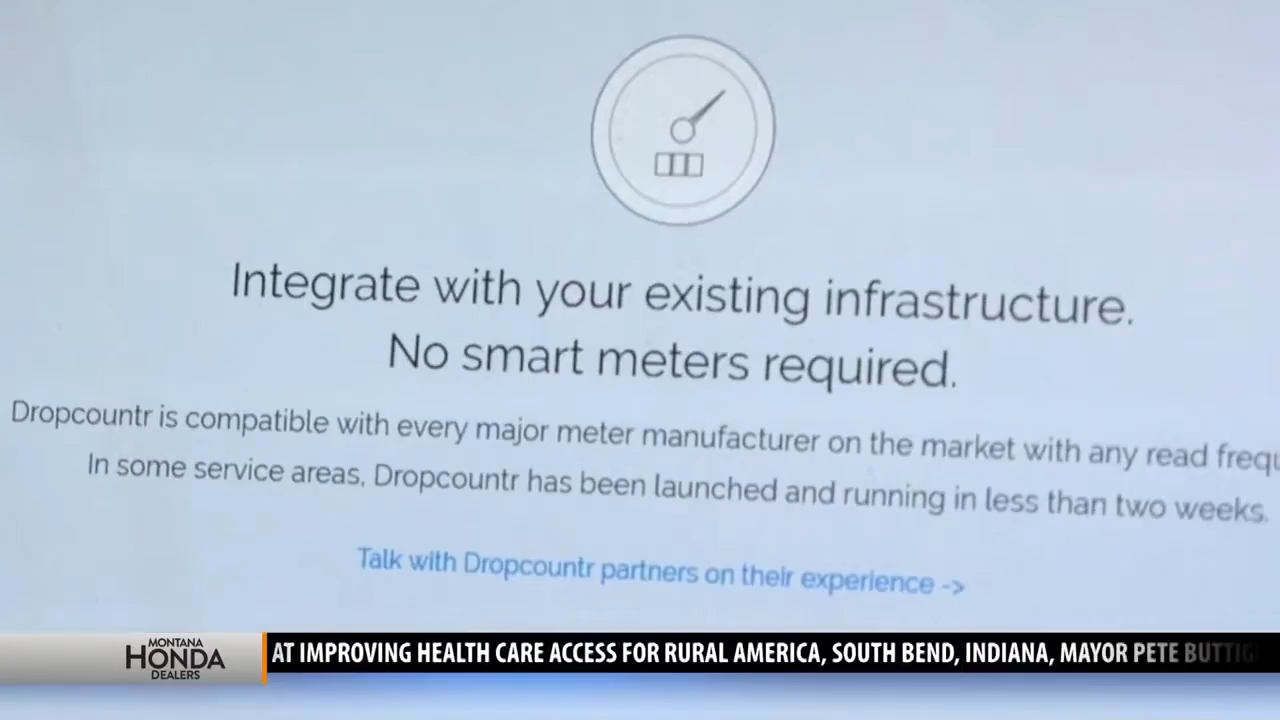 Integrate with your existing infrastructure.
No smart meters required.
Dropcountr is compatible with every major meter manufacturer on the market with any read frequ
In some service areas, Dropcountr has been launched and running in less than two weeks.
Talk with Dropcountr partners on their experience ->
MONTANA
HONDA
DEALERS
AT IMPROVING HEALTH CARE ACCESS FOR RURAL AMERICA, SOUTH BEND, INDIANA, MAYOR PETE BUTTIG